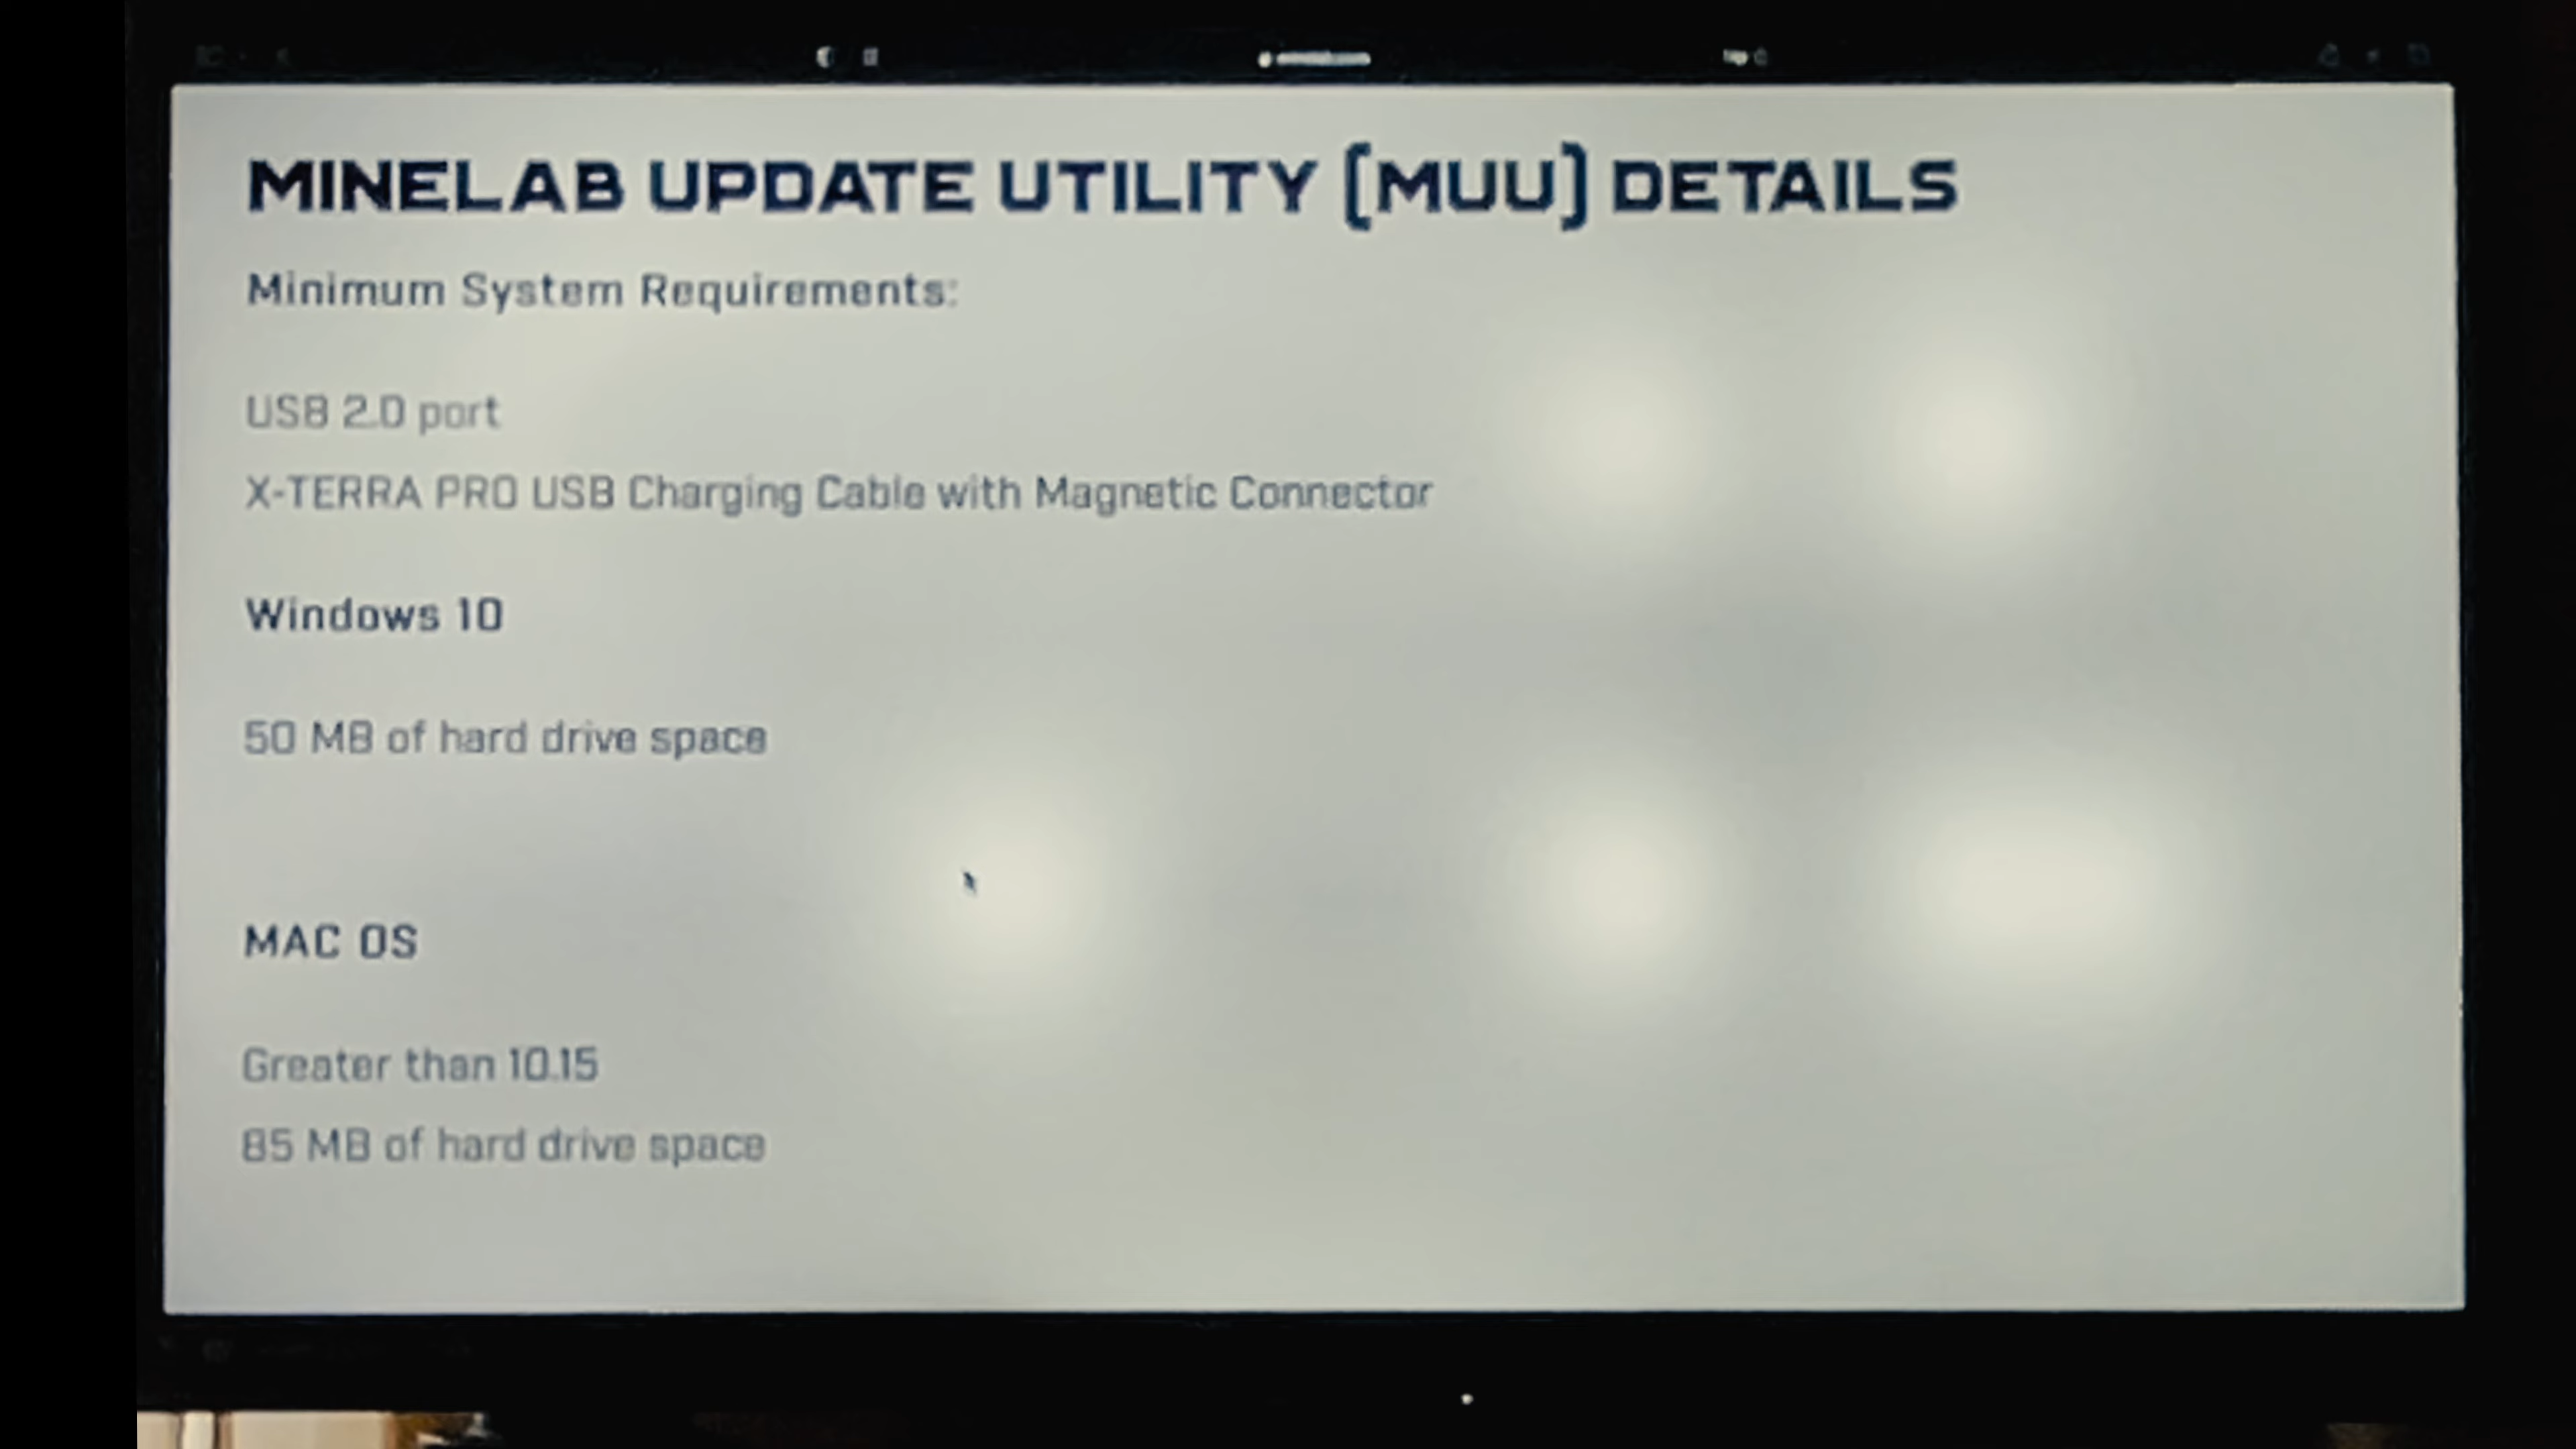 MINELAB UPDATE UTILITY (MUU) DETAILS
Minimum System Requirements:
USB 2.0 port
X-TERRA PRO USB Charging Cable with Magnetic Connector
Windows 10
50 MB of hard drive space
MAC OS
Greater than 10.15
85 MB of hard drive space